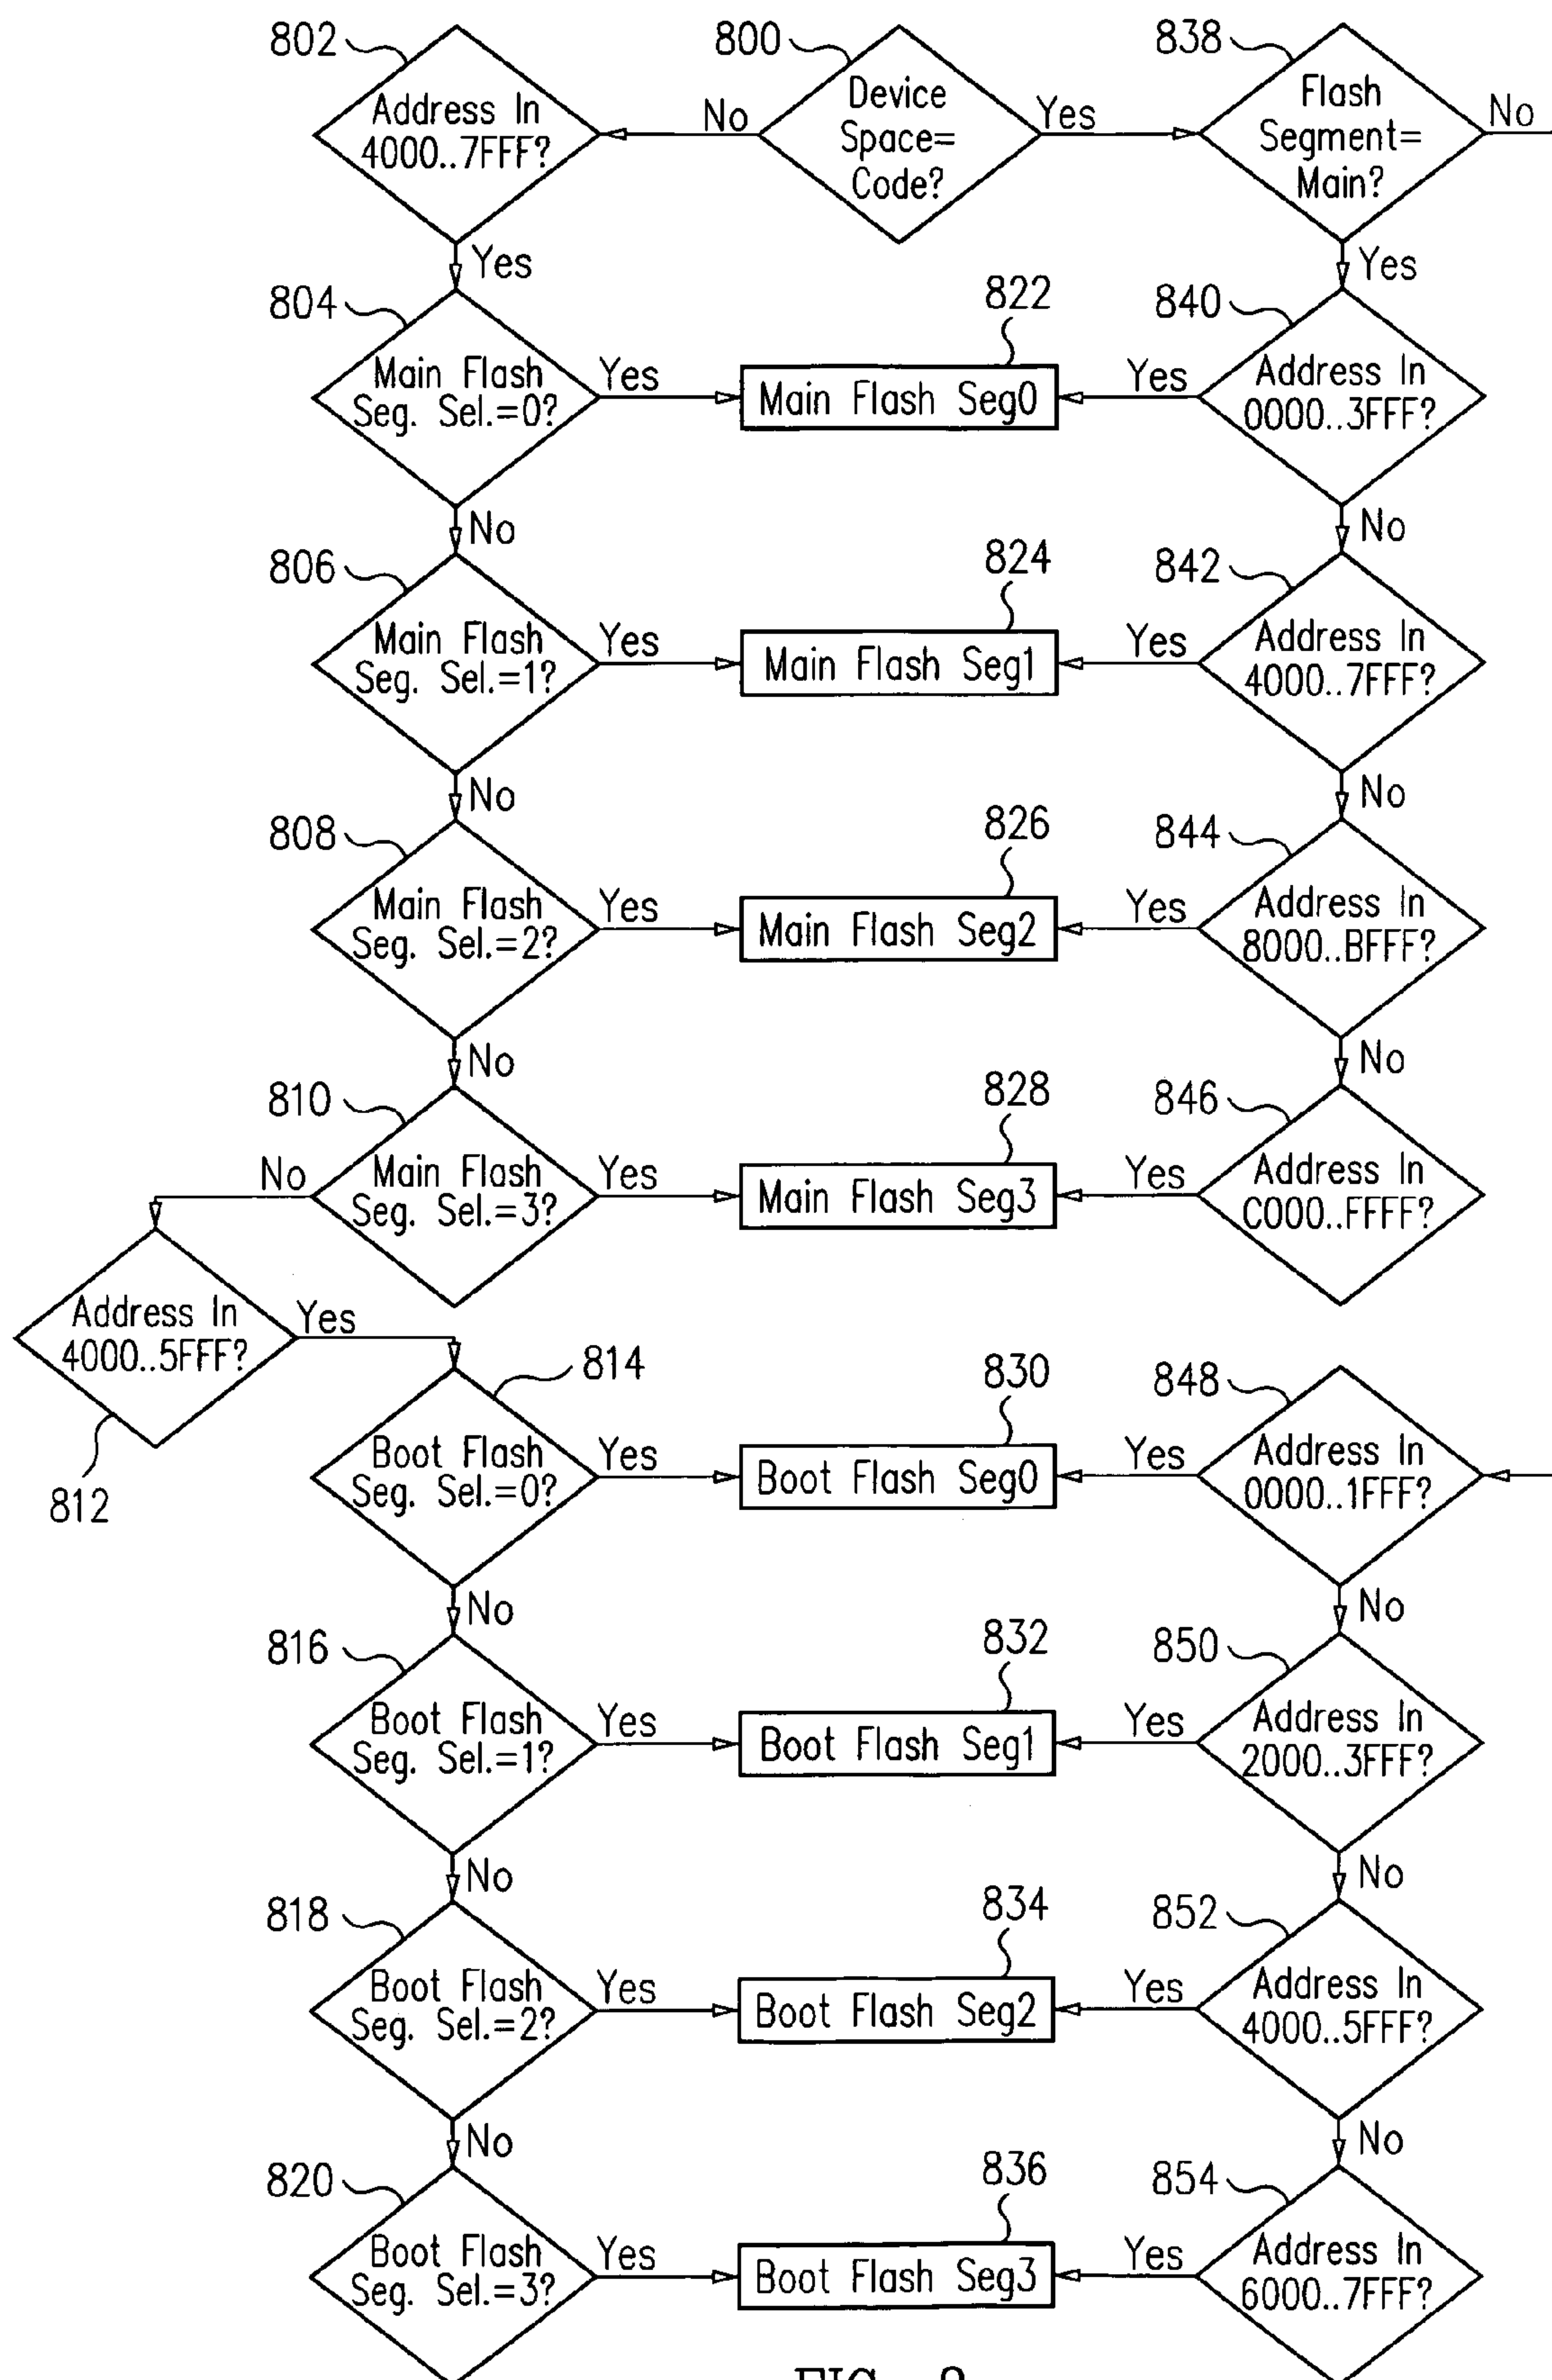 802
800
838
Address In
4000..7FFF?
No
Device
Space=
Code?
Yes
Flash
Segment=
Main?
No
Yes
Yes
804
822
840
Main Flash
Seg. Sel.=0?
Yes
Main Flash Seg0
Yes
Address In
0000..3FFF?
No
No
806
824
842
Main Flash
Seg. Sel.=1?
Yes
Main Flash Seg1
Yes
Address In
4000..7FFF?
No
No
808
826
844
Main Flash
Seg. Sel.=2?
Yes
Main Flash Seg2
Yes
Address In
8000..BFFF?
No
No
810
828
846
No
Main Flash
Seg. Sel.=3?
Yes
Main Flash Seg3
Yes
Address In
C000..FFFF?
Address In
4000..5FFF?
Yes
812
814
830
848
Boot Flash
Seg. Sel.=0?
Yes
Boot Flash Seg0
Yes
Address In
0000..1FFF?
No
No
816
832
850
Boot Flash
Seg. Sel.=1?
Yes
Boot Flash Seg1
Yes
Address In
2000..3FFF?
No
No
818
834
852
Boot Flash
Seg. Sel.=2?
Yes
Boot Flash Seg2
Yes
Address In
4000..5FFF?
No
No
820
836
854
Boot Flash
Seg. Sel.=3?
Yes
Boot Flash Seg3
Yes
Address In
6000..7FFF?